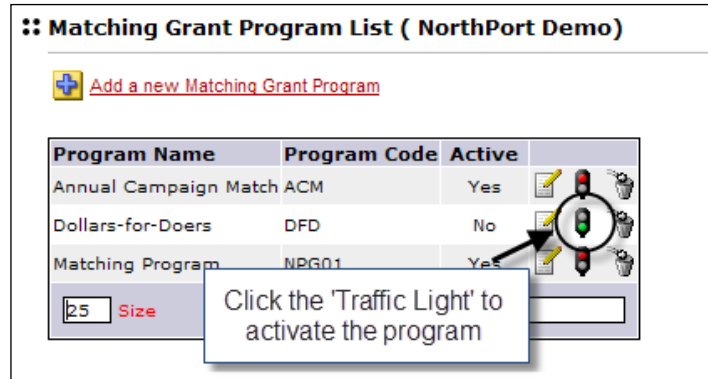 Matching Grant Program List ( NorthPort Demo)
Add a new Matching Grant Program
Program Name Program Code Active
Annual Campaign Match ACM Yes
Dollars-for-Doers DFD No
Matching Program NPG01 Yes
25 Size
Click the 'Traffic Light' to
activate the program